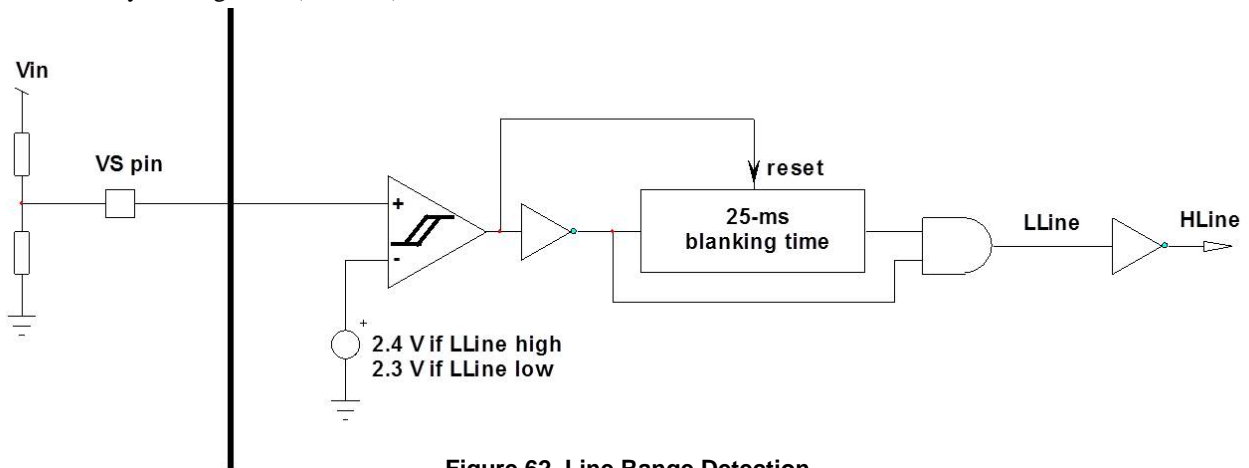 Vin
VS pin
+
-
+
2.4 V if LLine high
2.3 V if LLine low
reset
25-ms
blanking time
LLine
HLine
Figure 62. Line Range Detection